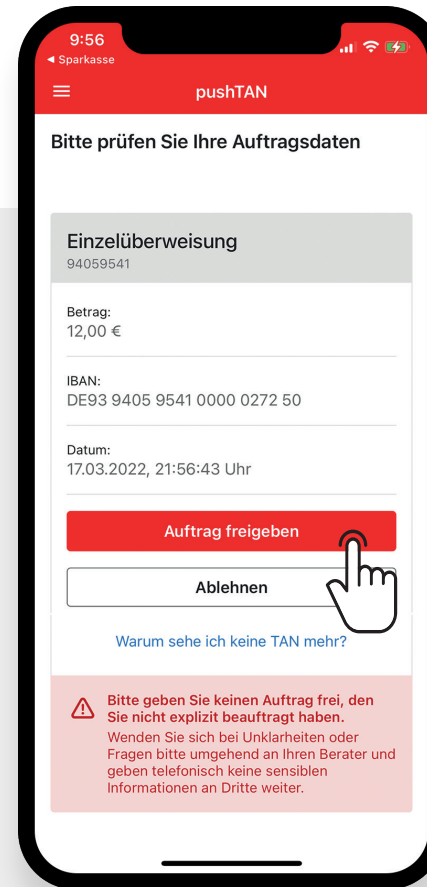 9:56
◀ Sparkasse
pushTAN
Bitte prüfen Sie Ihre Auftragsdaten
Einzelüberweisung
94059541
Betrag:
12,00 €
IBAN:
DE93 9405 9541 0000 0272 50
Datum:
17.03.2022, 21:56:43 Uhr
Auftrag freigeben
Ablehnen
Warum sehe ich keine TAN mehr?
Bitte geben Sie keinen Auftrag frei, den
Sie nicht explizit beauftragt haben.
Wenden Sie sich bei Unklarheiten oder
Fragen bitte umgehend an Ihren Berater und
geben telefonisch keine sensiblen
Informationen an Dritte weiter.